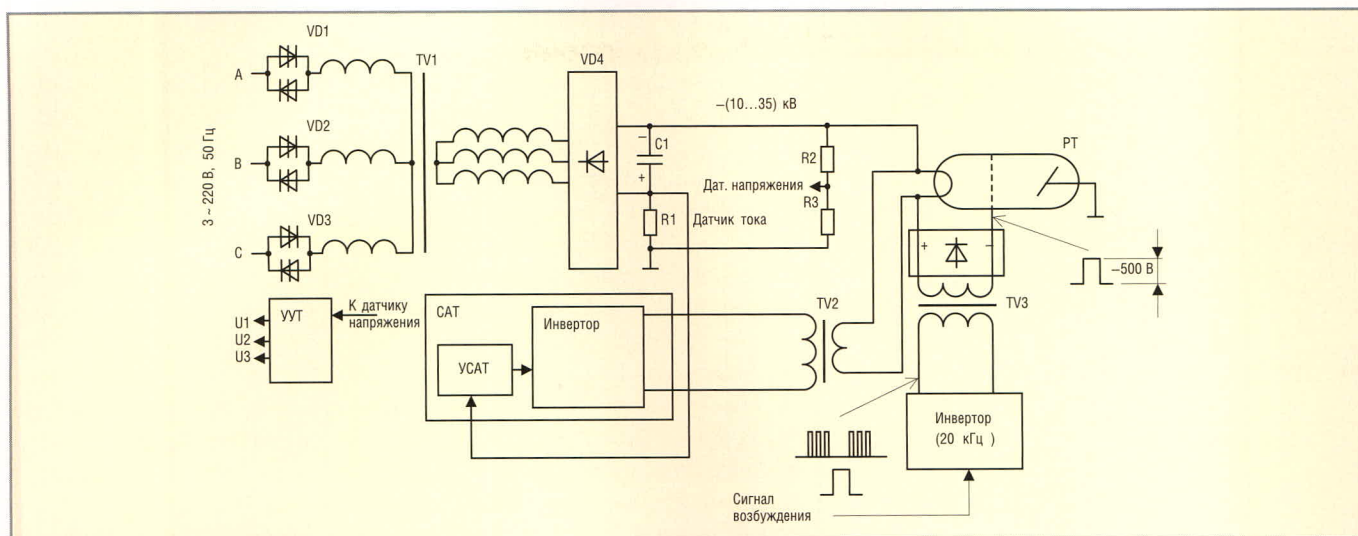 VD1
TV1
VD4
A
–(10...35) кВ
PT
VD2
C1
–
+
R2
Дат. напряжения
R3
B
3 ~ 220 В, 50 Гц
VD3
R1
Датчик тока
C
+
–
–500 В
TV3
УУТ
К датчику
напряжения
U1
U2
U3
САТ
УСАТ
Инвертор
TV2
Инвертор
(20 кГц )
Сигнал
возбуждения